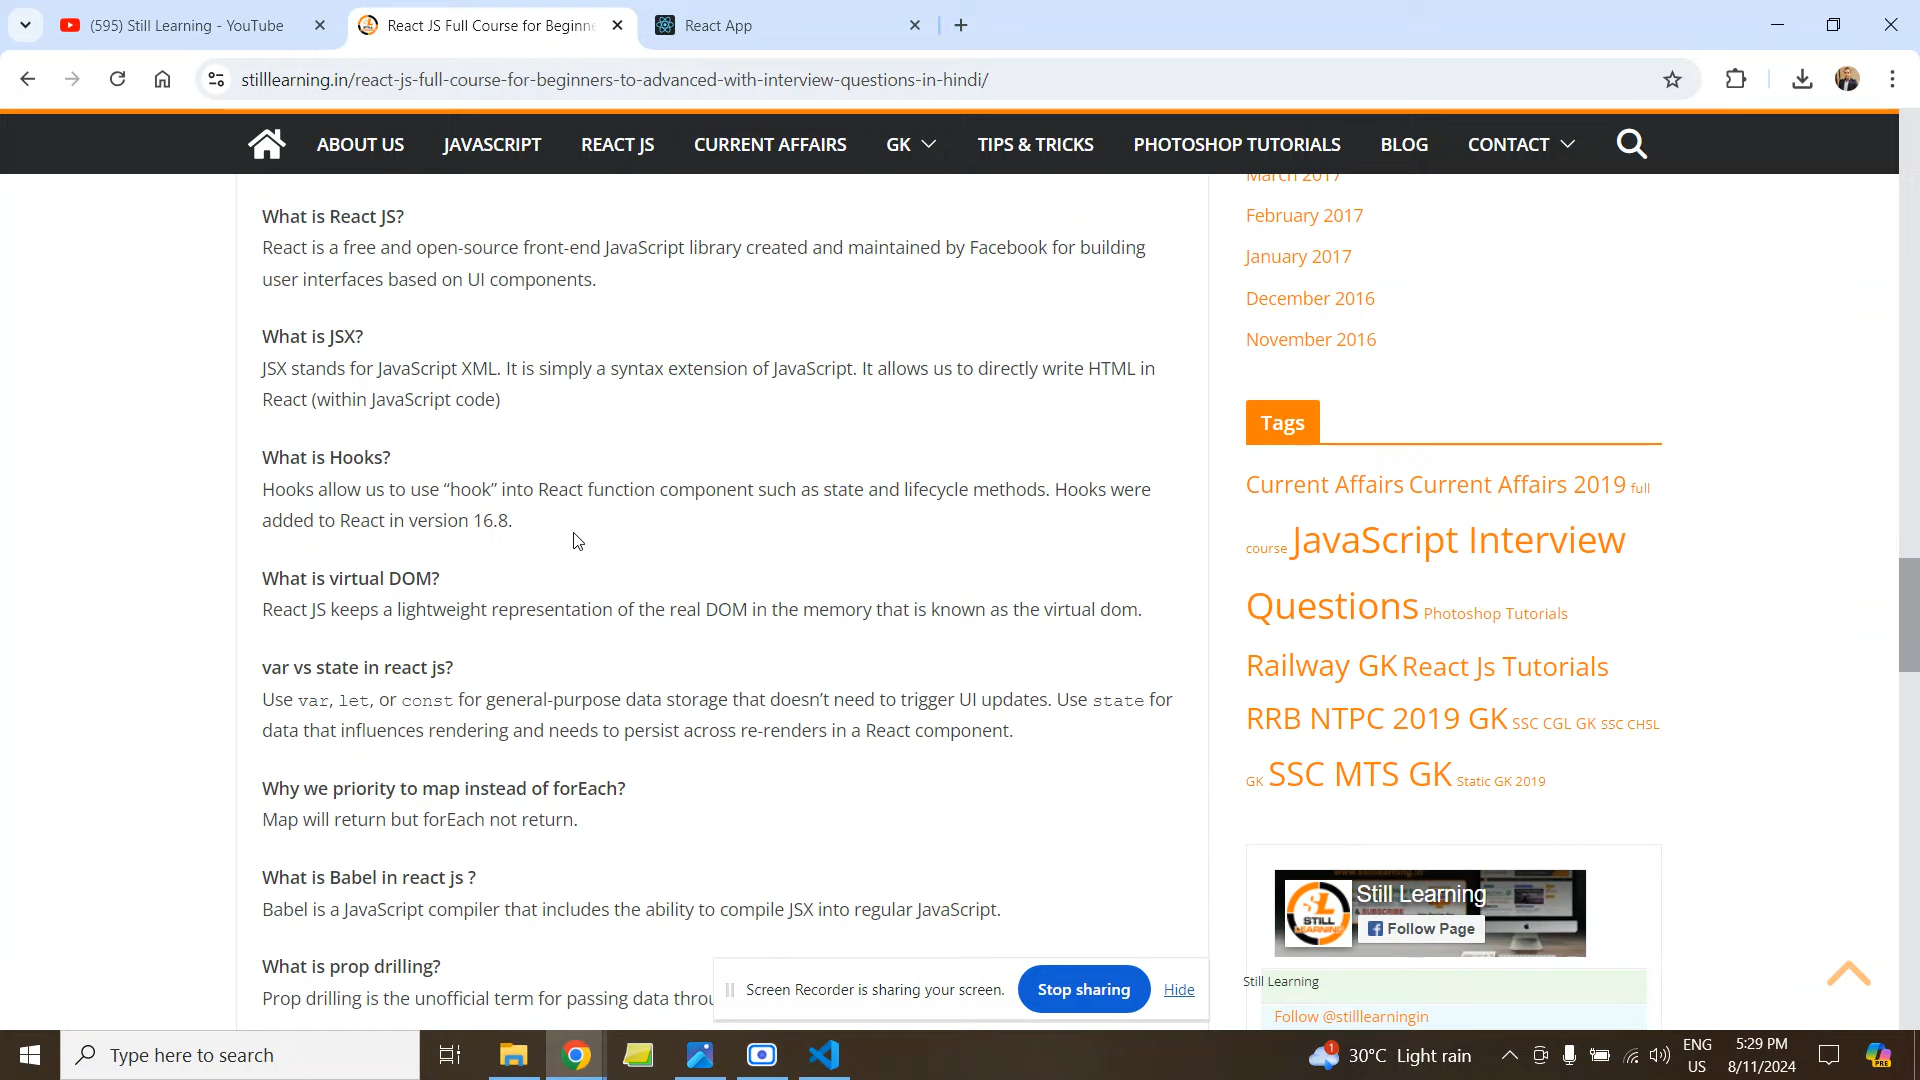 (595) Still Learning - YouTube
React JS Full Course for Beginne
React App
stilllearning.in/react-js-full-course-for-beginners-to-advanced-with-interview-questions-in-hindi/
ABOUT US
JAVASCRIPT
REACT JS
CURRENT AFFAIRS
GK
TIPS & TRICKS
PHOTOSHOP TUTORIALS
BLOG
CONTACT
What is React JS?
React is a free and open-source front-end JavaScript library created and maintained by Facebook for building
user interfaces based on UI components.
What is JSX?
JSX stands for JavaScript XML. It is simply a syntax extension of JavaScript. It allows us to directly write HTML in
React (within JavaScript code)
What is Hooks?
Hooks allow us to use “hook” into React function component such as state and lifecycle methods. Hooks were
added to React in version 16.8.
What is virtual DOM?
React JS keeps a lightweight representation of the real DOM in the memory that is known as the virtual dom.
var vs state in react js?
Use var, let, or const for general-purpose data storage that doesn’t need to trigger UI updates. Use state for
data that influences rendering and needs to persist across re-renders in a React component.
Why we priority to map instead of forEach?
Map will return but forEach not return.
What is Babel in react js ?
Babel is a JavaScript compiler that includes the ability to compile JSX into regular JavaScript.
What is prop drilling?
Prop drilling is the unofficial term for passing data throu
March 2017
February 2017
January 2017
December 2016
November 2016
Tags
Current Affairs Current Affairs 2019 full
course JavaScript Interview
Questions Photoshop Tutorials
Railway GK React Js Tutorials
RRB NTPC 2019 GK SSC CGL GK SSC CHSL
GK SSC MTS GK Static GK 2019
Still Learning
STILL
LEARNING
Follow Page
Still Learning
Follow @stilllearningin
Screen Recorder is sharing your screen.
Stop sharing
Hide
Type here to search
1
30°C Light rain
ENG
US
5:29 PM
8/11/2024
PRE